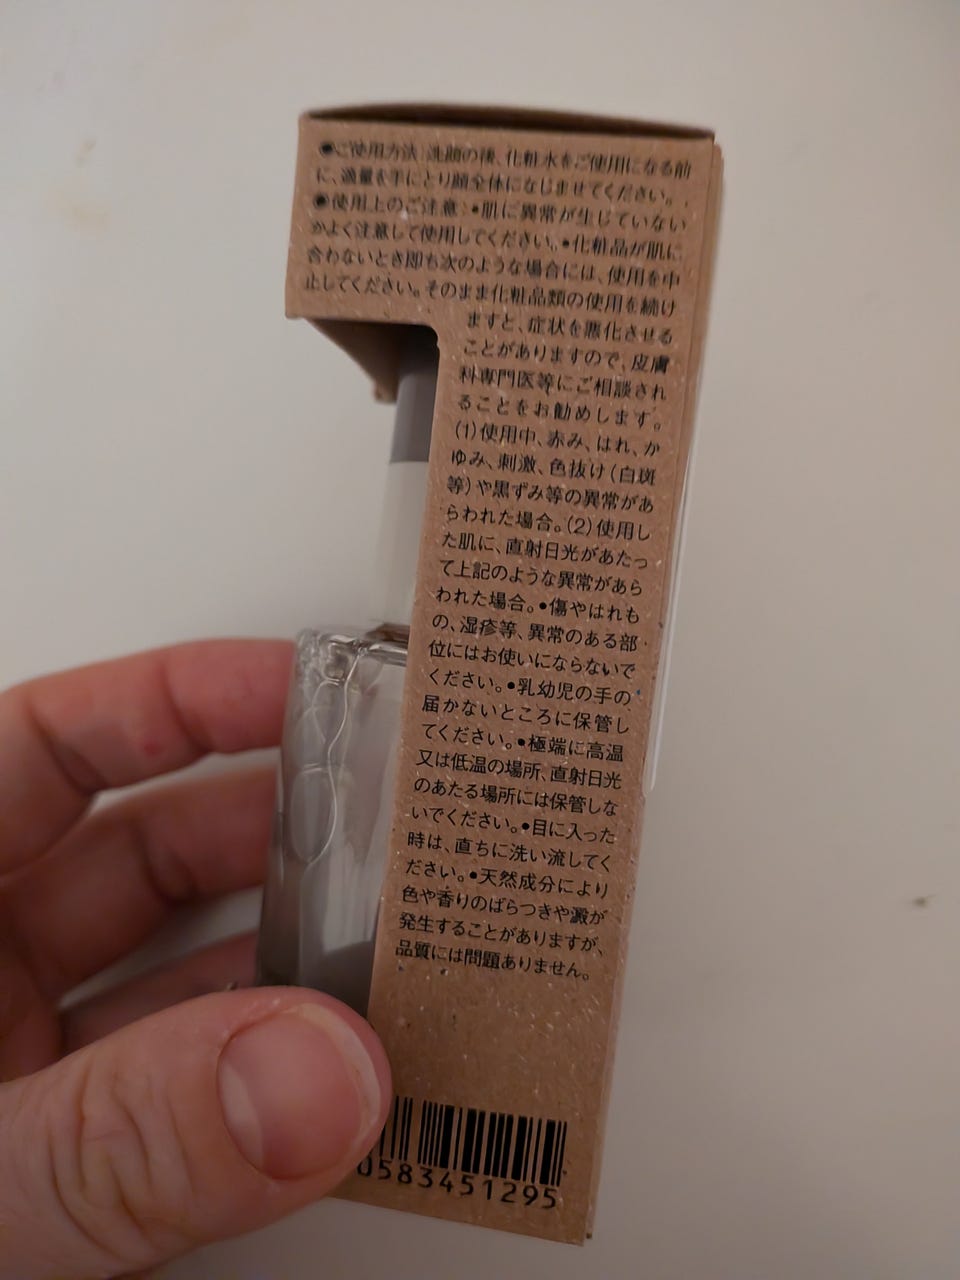 ●ご使用方法:洗顔の後、化粧水をご使用になる前
に、適量を手にとり顔全体になじませてください。
●使用上のご注意:•肌に異常が生じていない
かよく注意して使用してください。•化粧品が肌に
合わないとき即ち次のような場合には、使用を中
止してください。そのまま化粧品類の使用を続け
ますと、症状を悪化させる
ことがありますので、皮膚
科専門医等にご相談され
ることをお勧めします。
(1)使用中、赤み、はれ、か
ゆみ、刺激、色抜け(白斑
等)や黒ずみ等の異常があ
らわれた場合。(2)使用し
た肌に、直射日光があたっ
て上記のような異常があら
われた場合。•傷やはれも
の、湿疹等、異常のある部
位にはお使いにならないで
ください。•乳幼児の手の
届かないところに保管し
てください。•極端に高温
又は低温の場所、直射日光
のあたる場所には保管しな
いでください。•目に入った
時は、直ちに洗い流してく
ださい。•天然成分により
色や香りのばらつきや澱が
発生することがありますが、
品質には問題ありません。
0583451295